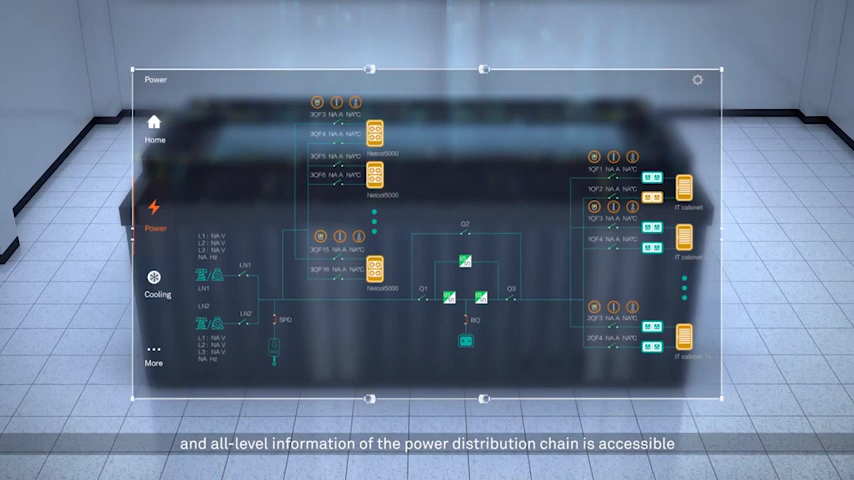 Power
Home
Power
Cooling
More
3QF3 NA A NA℃
3QF4 NA A NA℃
Netcol5000
3QF5 NA A NA℃
3QF6 NA A NA℃
Netcol5000
3QF15 NA A NA℃
3QF16 NA A NA℃
Netcol5000
L1: NA V
L2: NA V
L3: NA V
NA Hz
LN1
LN1
LN2
LN2
L1: NA V
L2: NA V
L3: NA V
NA Hz
SPD
Q1
Q2
Q3
BQ
1QF1 NA A NA℃
1QF2 NA A NA℃
IT cabinet
1QF3 NA A NA℃
1QF4 NA A NA℃
IT cabinet
2QF3 NA A NA℃
2QF4 NA A NA℃
IT cabinet
and all-level information of the power distribution chain is accessible